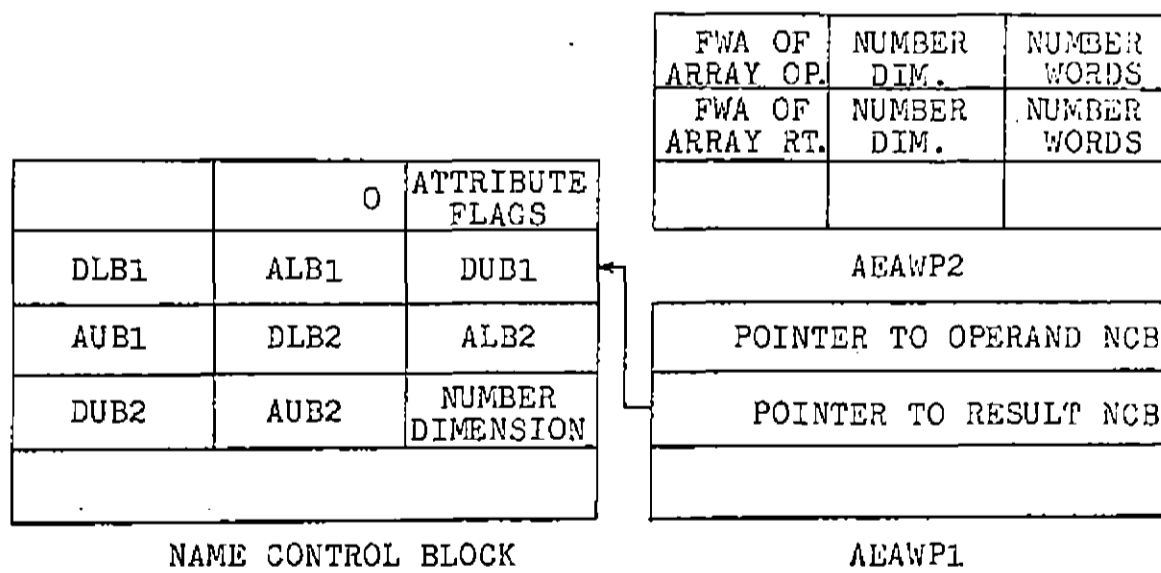 FWA OF ARRAY OP.
NUMBER DIM.
NUMBER WORDS
FWA OF ARRAY RT.
NUMBER DIM.
NUMBER WORDS
AEAWP2
0
ATTRIBUTE FLAGS
DLB1
ALB1
DUB1
AUB1
DLB2
ALB2
DUB2
AUB2
NUMBER DIMENSION
NAME CONTROL BLOCK
POINTER TO OPERAND NCB
POINTER TO RESULT NCB
AEAWP1